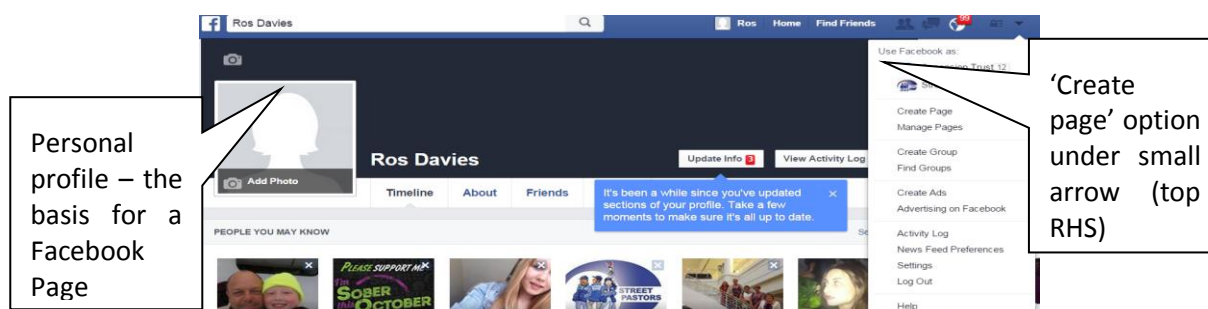 Ros Davies
Ros Home Find Friends
99
Use Facebook as:
Trust 12
Create Page
Manage Pages
Create Group
Find Groups
Create Ads
Advertising on Facebook
Activity Log
News Feed Preferences
Settings
Log Out
Help
Ros Davies
Update Info 3 View Activity Log
Add Photo
Timeline About Friends
It's been a while since you've updated
sections of your profile. Take a few
moments to make sure it's all up to date.
PEOPLE YOU MAY KNOW
PLEASE SUPPORT ME
I'm
SOBER
this
OCTOBER
STREET
PASTORS
Personal
profile – the
basis for a
Facebook
Page
‘Create
page’ option
under small
arrow (top
RHS)